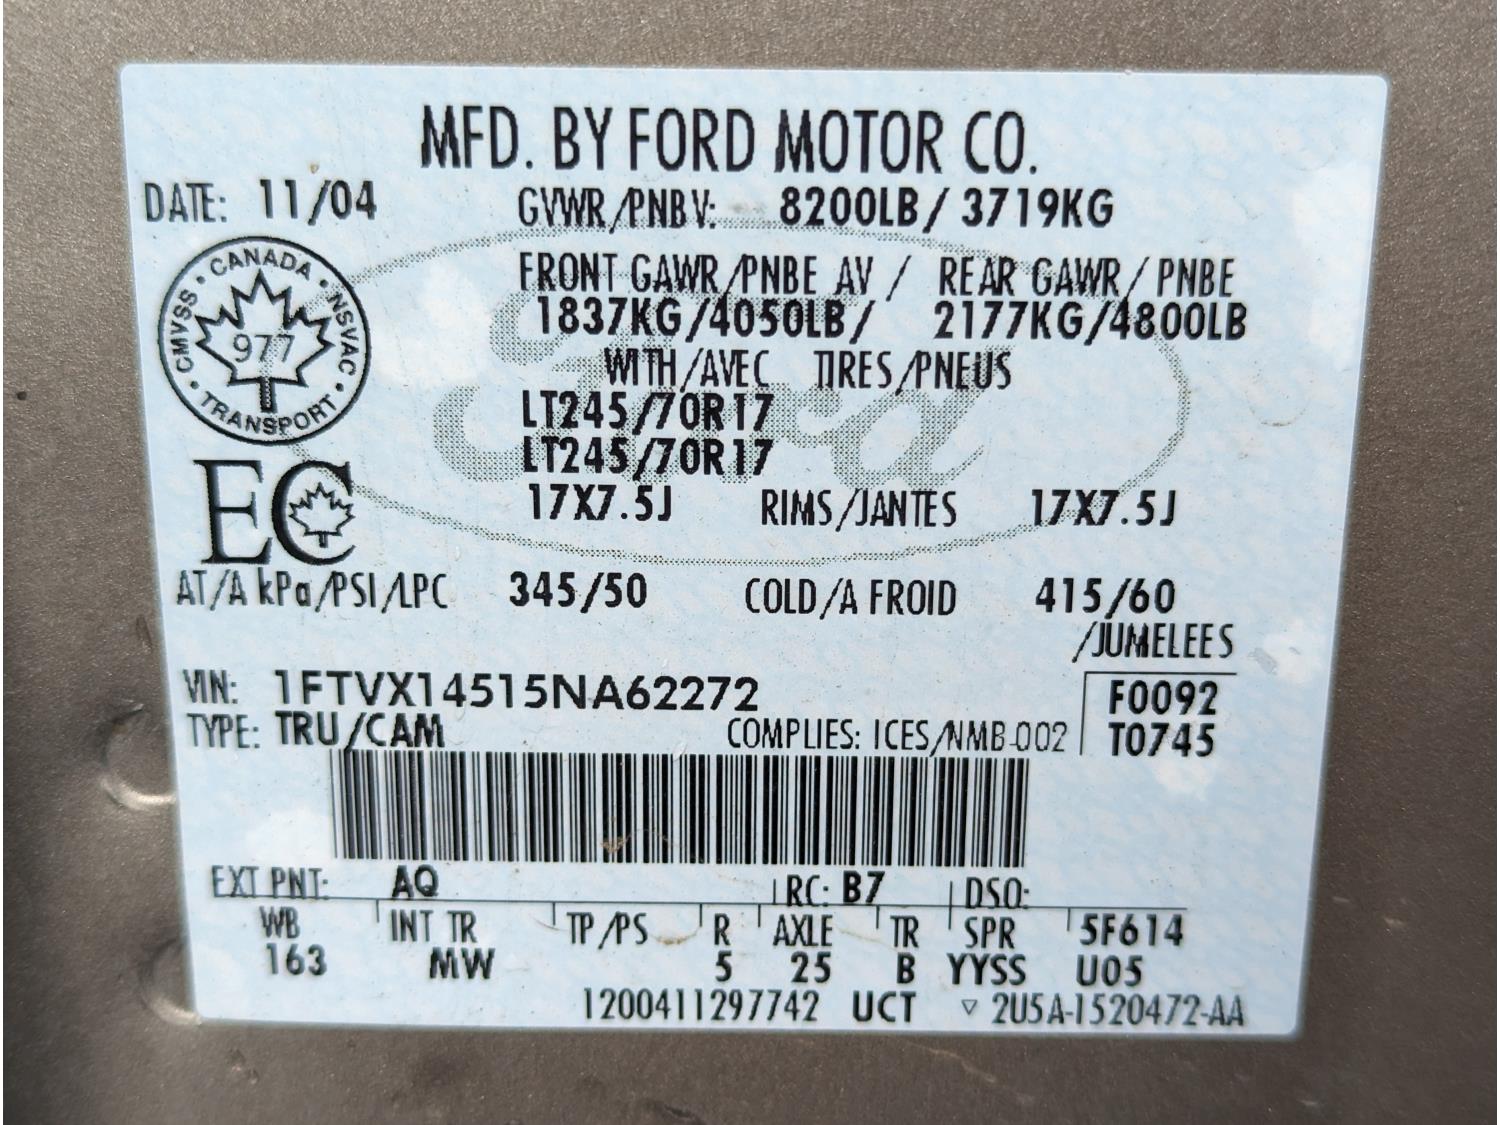 MFD. BY FORD MOTOR CO.
DATE: 11/04
GVWR/PNBV: 8200LB/ 3719KG
FRONT GAWR/PNBE AV / REAR GAWR/ PNBE
1837KG/4050LB/ 2177KG/4800LB
WITH/AVEC TIRES/PNEUS
LT245/70R17
LT245/70R17
17X7.5J RIMS/JANTES 17X7.5J
CANADA
CMVSS • NSVAC
977
TRANSPORT
EC
Ford
AT/A kPa/PSI/LPC 345/50 COLD/A FROID 415/60
/JUMELEES
VIN: 1FTVX14515NA62272
F0092
TYPE: TRU/CAM COMPLIES: ICES/NMB-002 T0745
EXT PNT: AQ RC: B7 DSO:
WB INT TR TP/PS R AXLE TR SPR 5F614
163 MW 5 25 B YYSS U05
1200411297742 UCT ▽ 2U5A-1520472-AA